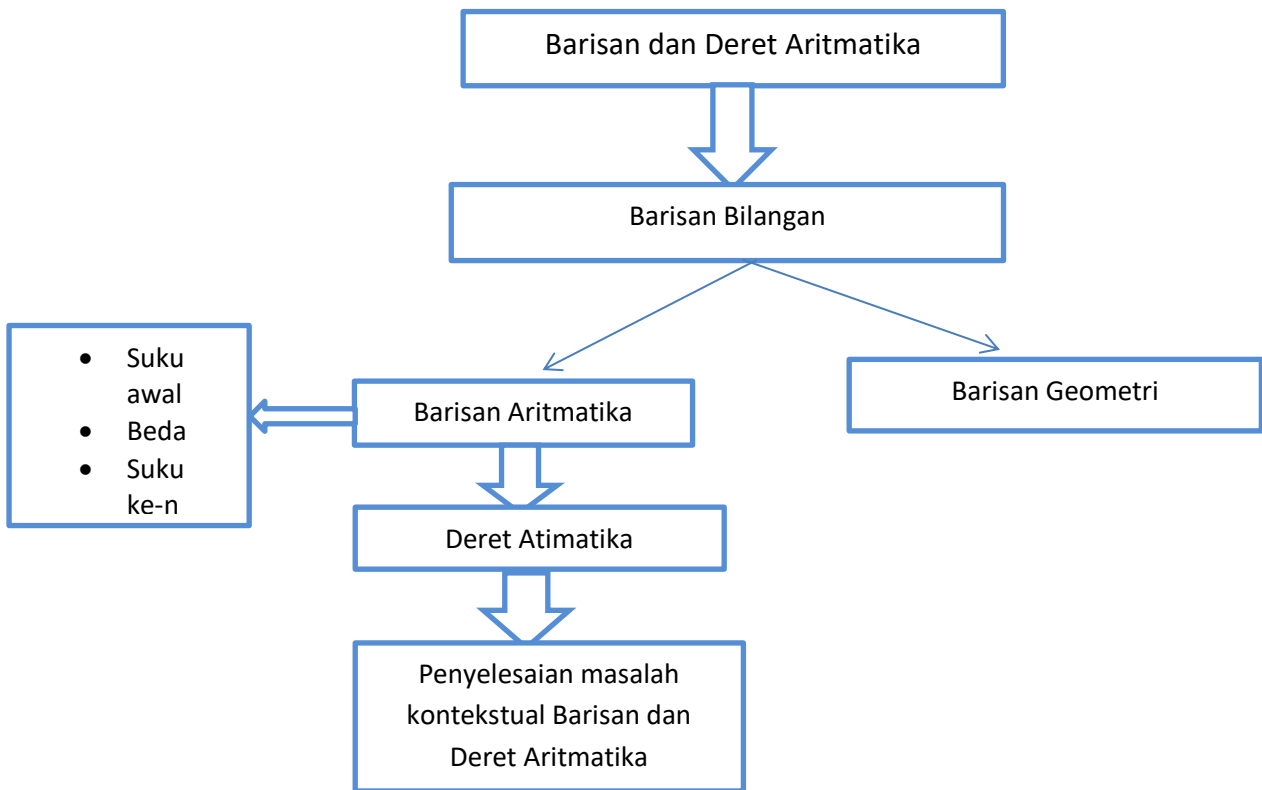 Barisan dan Deret Aritmatika
Barisan Bilangan
• Suku
awal
• Beda
• Suku
ke-n
Barisan Aritmatika
Barisan Geometri
Deret Atimatika
Penyelesaian masalah
kontekstual Barisan dan
Deret Aritmatika